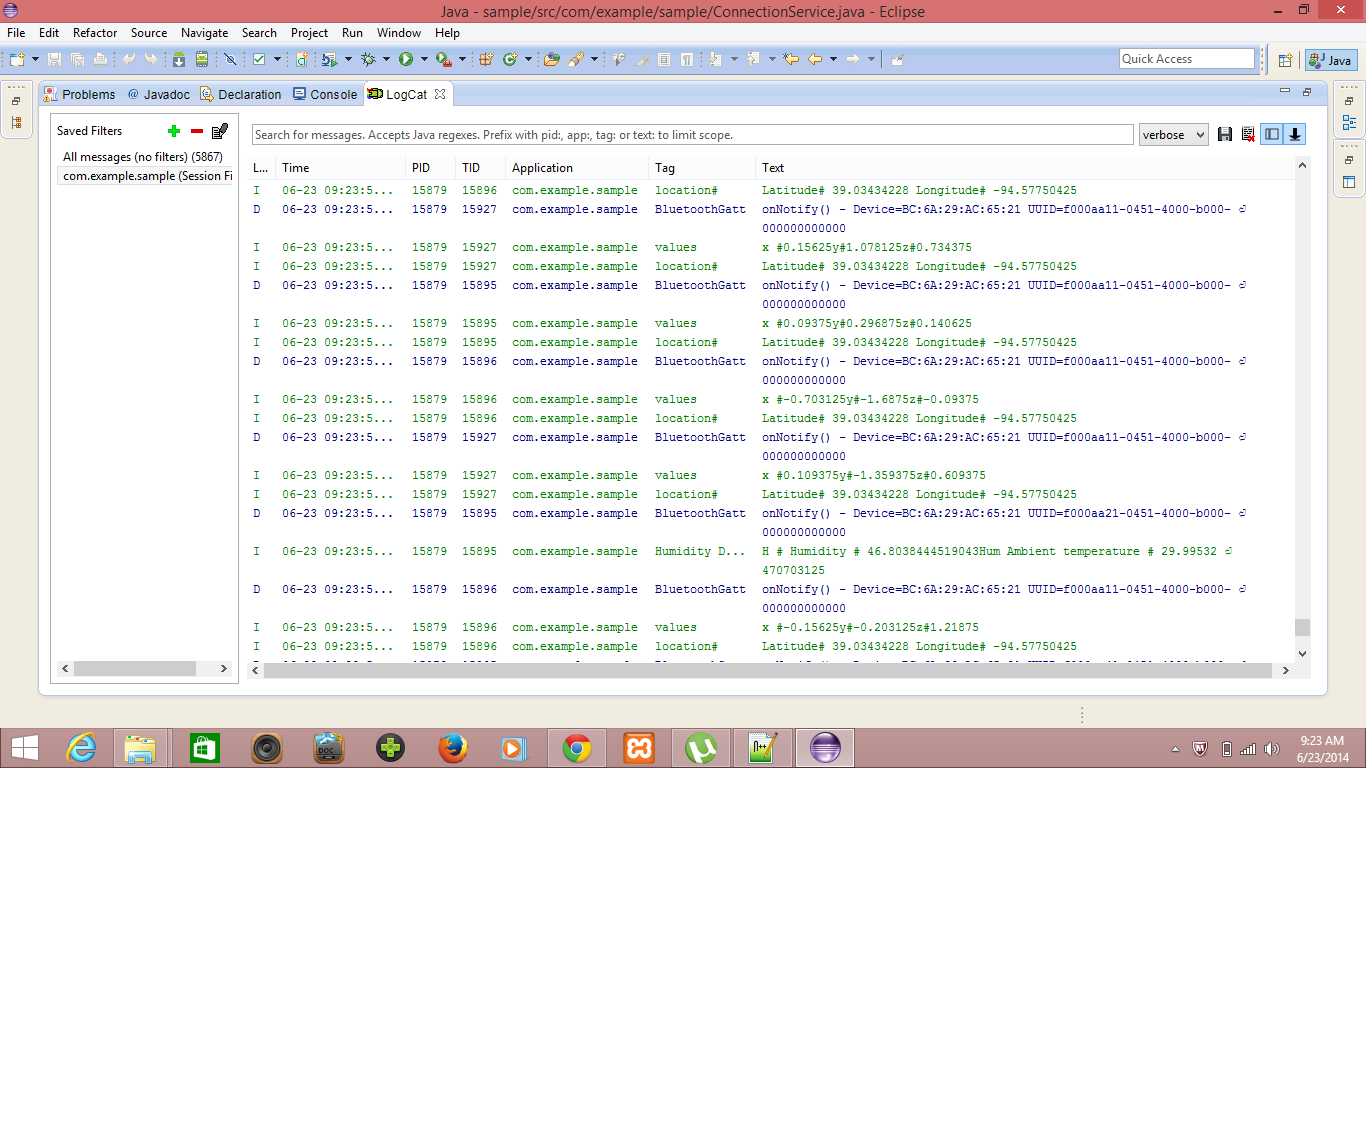 Java - sample/src/com/example/sample/ConnectionService.java - Eclipse
File Edit Refactor Source Navigate Search Project Run Window Help
Quick Access Java
Problems @ Javadoc Declaration Console LogCat
Saved Filters
All messages (no filters) (5867)
com.example.sample (Session Fi
Search for messages. Accepts Java regexes. Prefix with pid:, app:, tag: or text: to limit scope. verbose
L... Time PID TID Application Tag Text
I 06-23 09:23:5... 15879 15896 com.example.sample location# Latitude# 39.03434228 Longitude# -94.57750425
D 06-23 09:23:5... 15879 15927 com.example.sample BluetoothGatt onNotify() - Device=BC:6A:29:AC:65:21 UUID=f000aa11-0451-4000-b000-
000000000000
I 06-23 09:23:5... 15879 15927 com.example.sample values x #0.15625y#1.078125z#0.734375
I 06-23 09:23:5... 15879 15927 com.example.sample location# Latitude# 39.03434228 Longitude# -94.57750425
D 06-23 09:23:5... 15879 15895 com.example.sample BluetoothGatt onNotify() - Device=BC:6A:29:AC:65:21 UUID=f000aa11-0451-4000-b000-
000000000000
I 06-23 09:23:5... 15879 15895 com.example.sample values x #0.09375y#0.296875z#0.140625
I 06-23 09:23:5... 15879 15895 com.example.sample location# Latitude# 39.03434228 Longitude# -94.57750425
D 06-23 09:23:5... 15879 15896 com.example.sample BluetoothGatt onNotify() - Device=BC:6A:29:AC:65:21 UUID=f000aa11-0451-4000-b000-
000000000000
I 06-23 09:23:5... 15879 15896 com.example.sample values x #-0.703125y#-1.6875z#-0.09375
I 06-23 09:23:5... 15879 15896 com.example.sample location# Latitude# 39.03434228 Longitude# -94.57750425
D 06-23 09:23:5... 15879 15927 com.example.sample BluetoothGatt onNotify() - Device=BC:6A:29:AC:65:21 UUID=f000aa11-0451-4000-b000-
000000000000
I 06-23 09:23:5... 15879 15927 com.example.sample values x #0.109375y#-1.359375z#0.609375
I 06-23 09:23:5... 15879 15927 com.example.sample location# Latitude# 39.03434228 Longitude# -94.57750425
D 06-23 09:23:5... 15879 15895 com.example.sample BluetoothGatt onNotify() - Device=BC:6A:29:AC:65:21 UUID=f000aa21-0451-4000-b000-
000000000000
I 06-23 09:23:5... 15879 15895 com.example.sample Humidity D... H # Humidity # 46.8038444519043Hum Ambient temperature # 29.99532
470703125
D 06-23 09:23:5... 15879 15896 com.example.sample BluetoothGatt onNotify() - Device=BC:6A:29:AC:65:21 UUID=f000aa11-0451-4000-b000-
000000000000
I 06-23 09:23:5... 15879 15896 com.example.sample values x #-0.15625y#-0.203125z#1.21875
I 06-23 09:23:5... 15879 15896 com.example.sample location# Latitude# 39.03434228 Longitude# -94.57750425
DOC
9:23 AM
6/23/2014